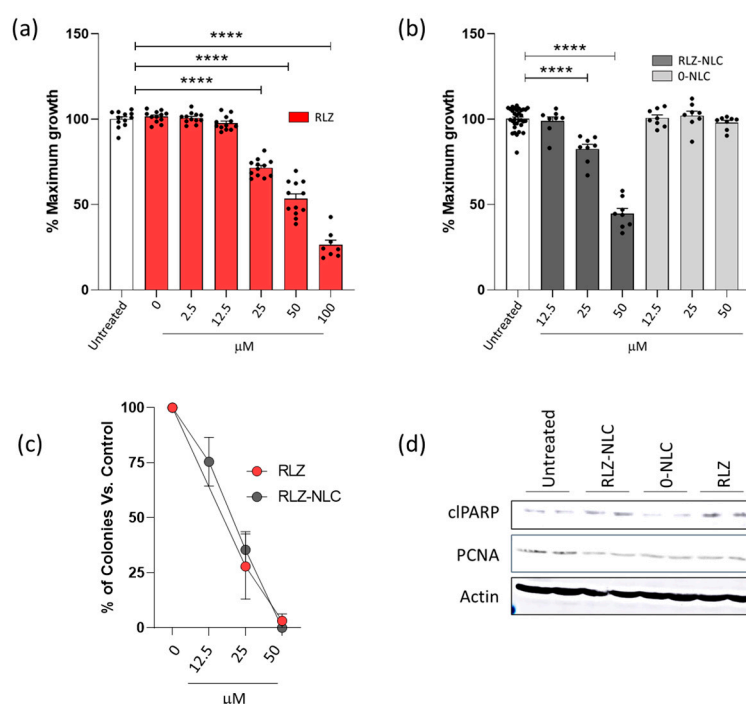 (a)
150
100
50
0
% Maximum growth
****
****
****
RLZ
Untreated
0
2.5
12.5
25
50
100
µM
(b)
150
100
50
0
% Maximum growth
****
****
RLZ-NLC
0-NLC
Untreated
12.5
25
50
12.5
25
50
µM
(c)
100
75
50
25
0
% of Colonies Vs. Control
RLZ
RLZ-NLC
0
12.5
25
50
µM
(d)
Untreated
RLZ-NLC
0-NLC
RLZ
clPARP
PCNA
Actin